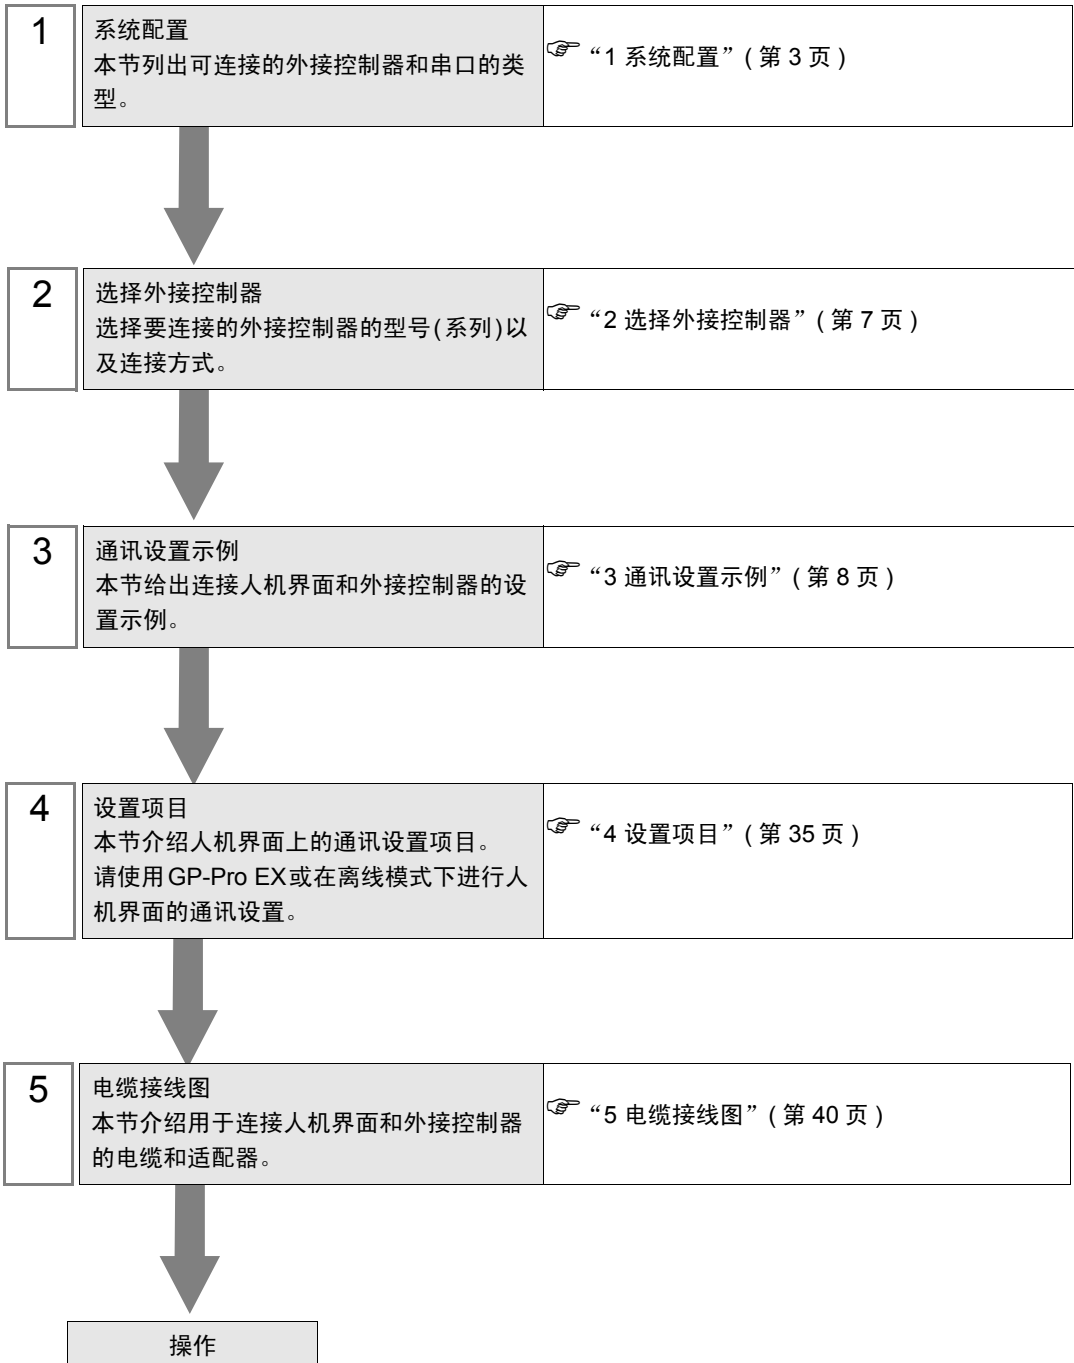 1
系统配置
本节列出可连接的外接控制器和串口的类
型。
☞ “1 系统配置” ( 第 3 页 )
2
选择外接控制器
选择要连接的外接控制器的型号(系列)以
及连接方式。
☞ “2 选择外接控制器” ( 第 7 页 )
3
通讯设置示例
本节给出连接人机界面和外接控制器的设
置示例。
☞ “3 通讯设置示例” ( 第 8 页 )
4
设置项目
本节介绍人机界面上的通讯设置项目。
请使用GP-Pro EX或在离线模式下进行人
机界面的通讯设置。
☞ “4 设置项目” ( 第 35 页 )
5
电缆接线图
本节介绍用于连接人机界面和外接控制器
的电缆和适配器。
☞ “5 电缆接线图” ( 第 40 页 )
操作